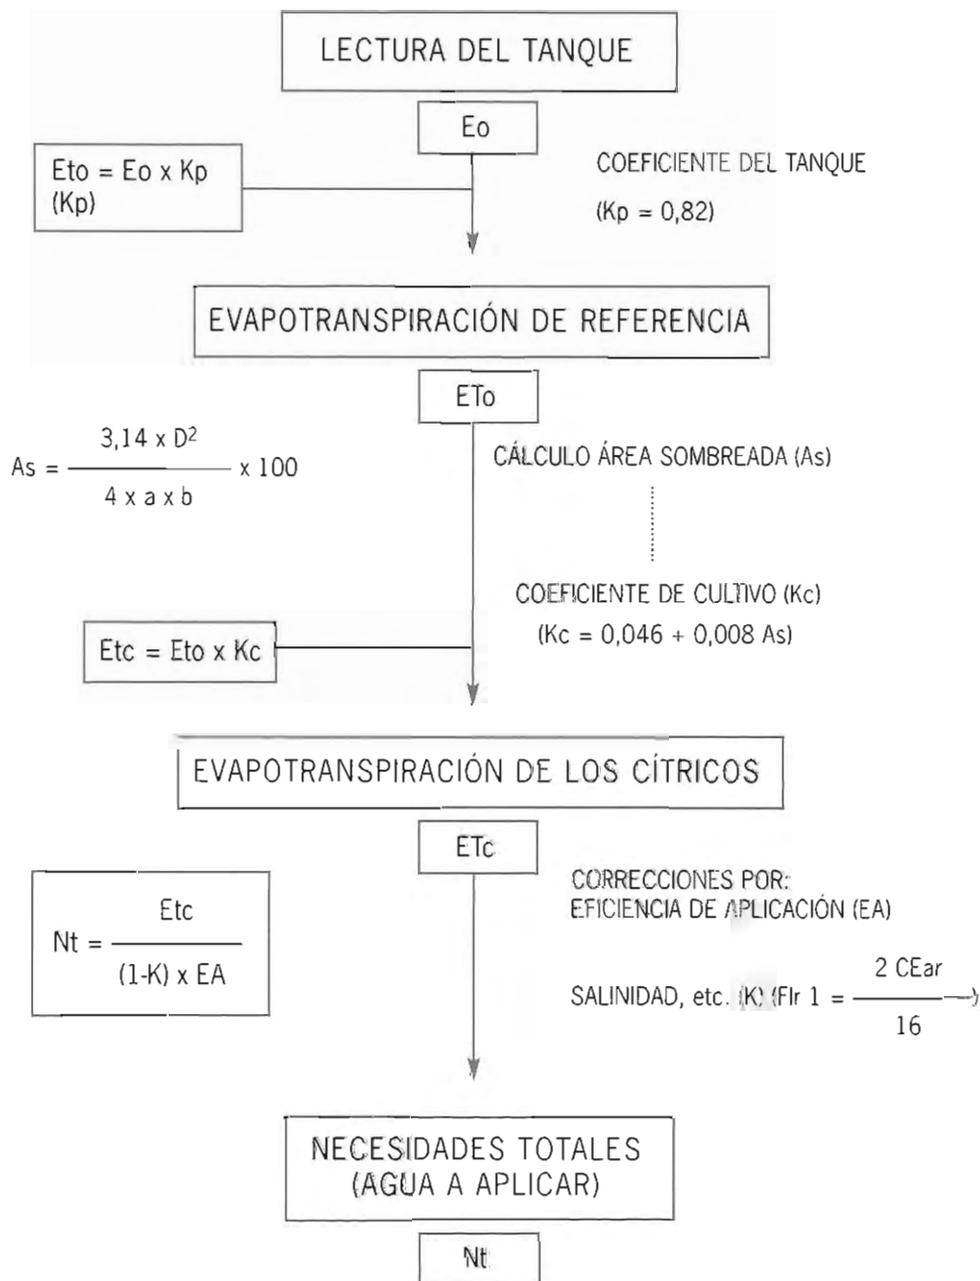 LECTURA DEL TANQUE
Eo
Eto = Eo x Kp
(Kp)
COEFICIENTE DEL TANQUE
(Kp = 0,82)
EVAPOTRANSPIRACIÓN DE REFERENCIA
ETo
As = 3,14 x D² / 4 x a x b x 100
CÁLCULO ÁREA SOMBREADA (As)
COEFICIENTE DE CULTIVO (Kc)
(Kc = 0,046 + 0,008 As)
Etc = Eto x Kc
EVAPOTRANSPIRACIÓN DE LOS CÍTRICOS
ETc
CORRECCIONES POR:
EFICIENCIA DE APLICACIÓN (EA)
Nt = Etc / (1-K) x EA
SALINIDAD, etc. (K) (Flr 1 = 2 CEar / 16 )
NECESIDADES TOTALES
(AGUA A APLICAR)
Nt